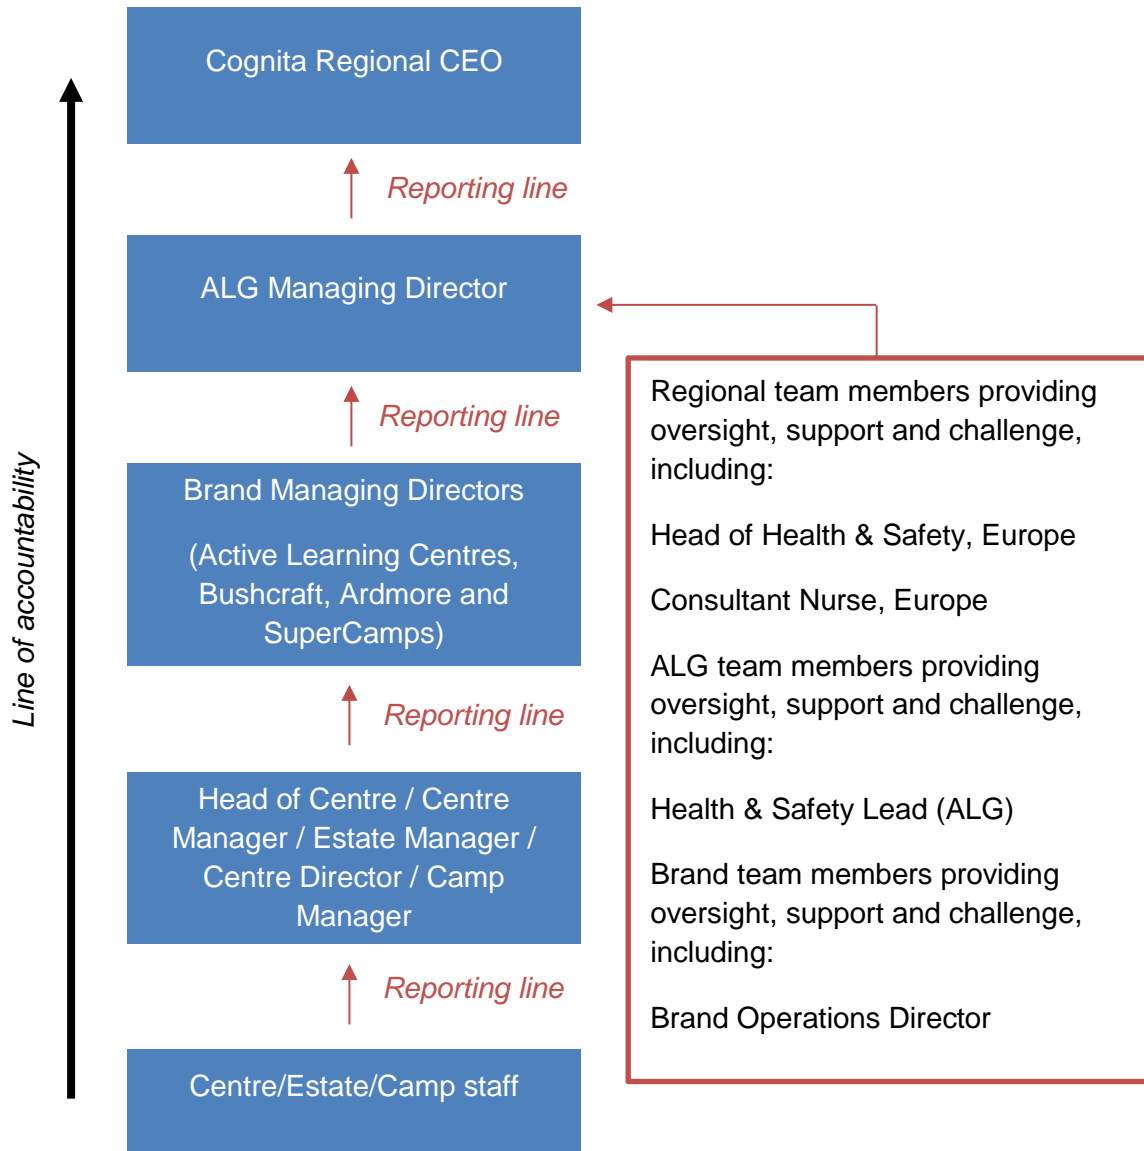 Cognita Regional CEO
Reporting line
ALG Managing Director
Reporting line
Brand Managing Directors
(Active Learning Centres,
Bushcraft, Ardmore and
SuperCamps)
Reporting line
Head of Centre / Centre
Manager / Estate Manager /
Centre Director / Camp
Manager
Reporting line
Centre/Estate/Camp staff
Line of accountability
Regional team members providing
oversight, support and challenge,
including:
Head of Health & Safety, Europe
Consultant Nurse, Europe
ALG team members providing
oversight, support and challenge,
including:
Health & Safety Lead (ALG)
Brand team members providing
oversight, support and challenge,
including:
Brand Operations Director